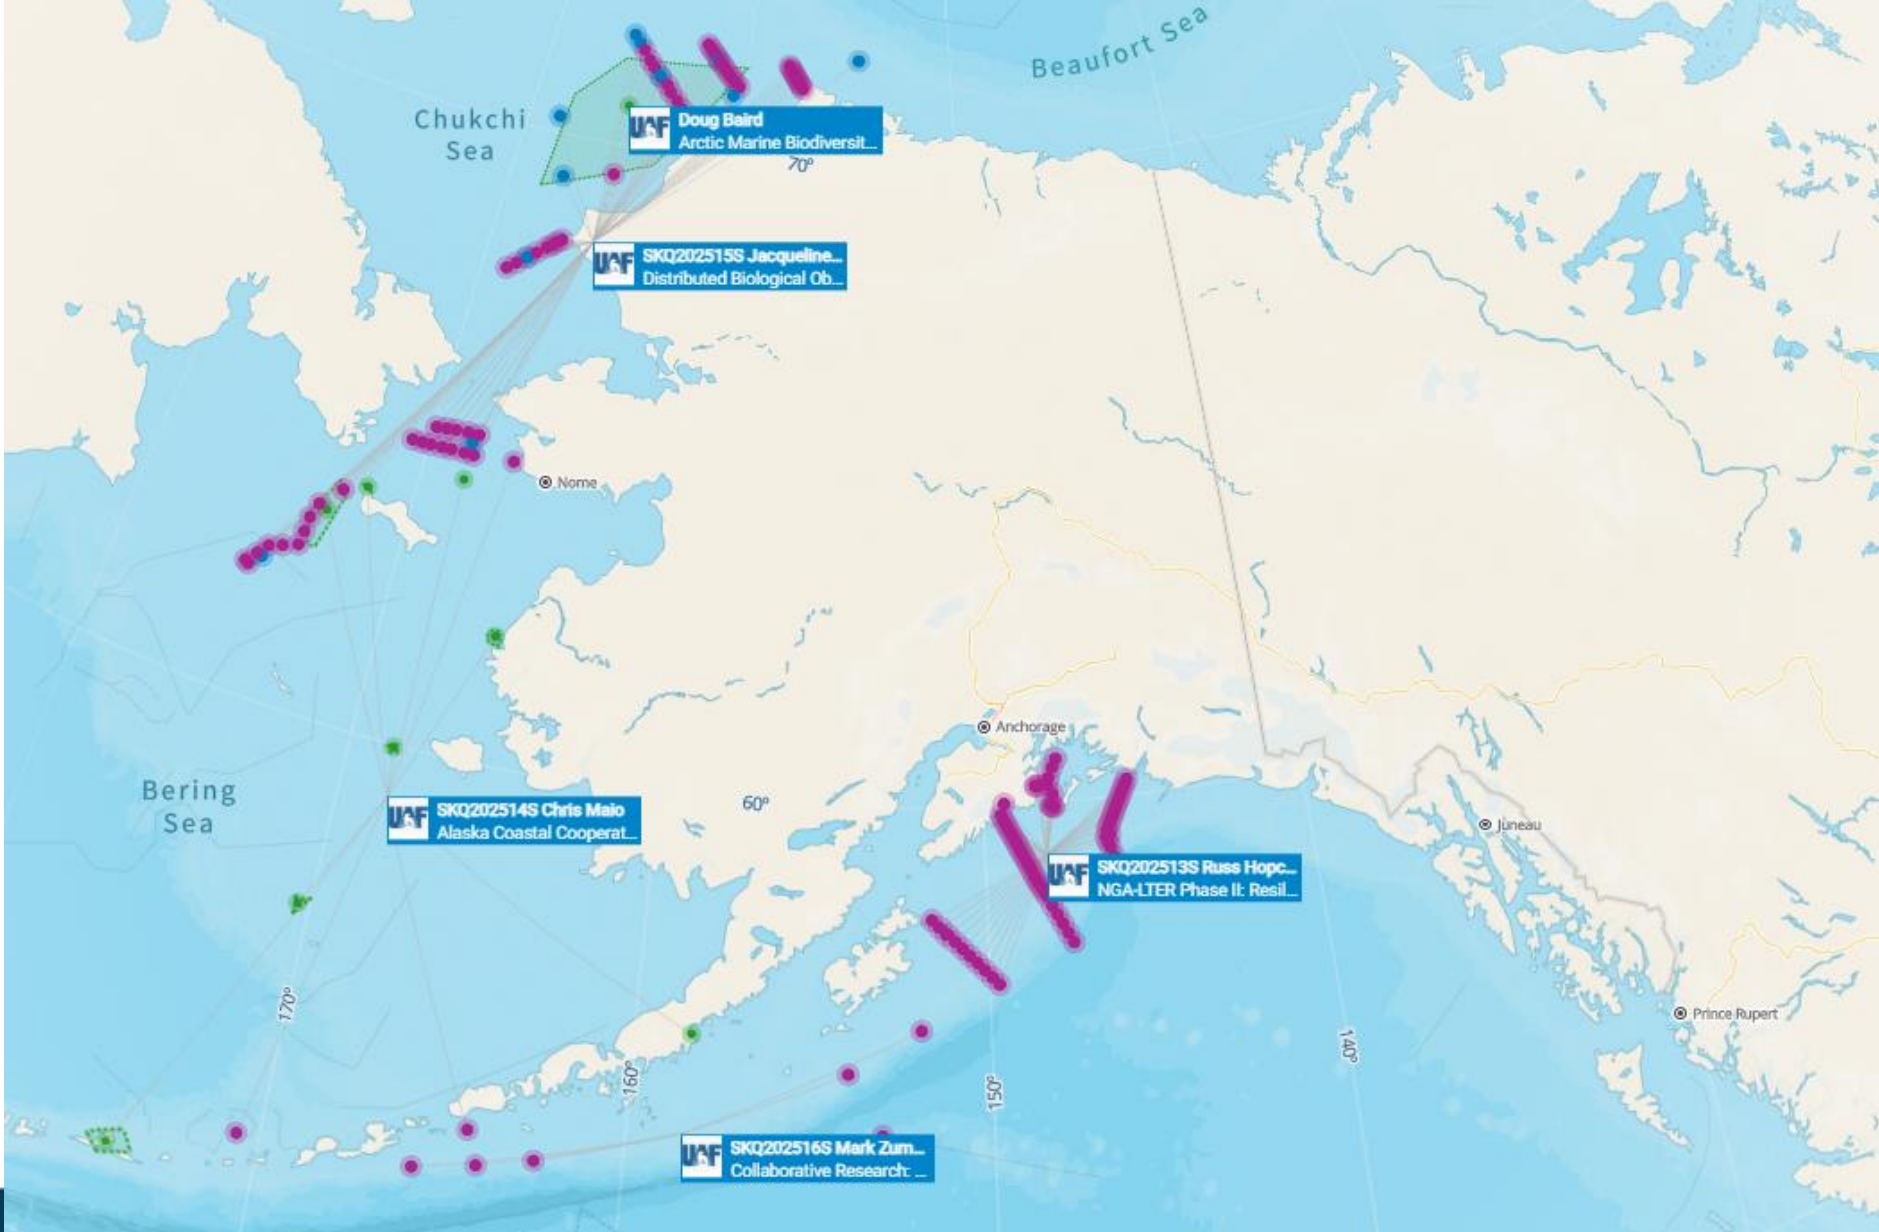 Beaufort Sea
Chukchi
Sea
UAF
Doug Baird
Arctic Marine Biodiversit...
70°
UAF
SKQ202515S Jacqueline...
Distributed Biological Ob...
Nome
Anchorage
Bering
Sea
UAF
SKQ202514S Chris Maio
Alaska Coastal Cooperat...
60°
Juneau
UAF
SKQ202513S Russ Hopc...
NGA-LTER Phase II: Resil...
170°
Prince Rupert
160°
150°
140°
UAF
SKQ202516S Mark Zum...
Collaborative Research: ...